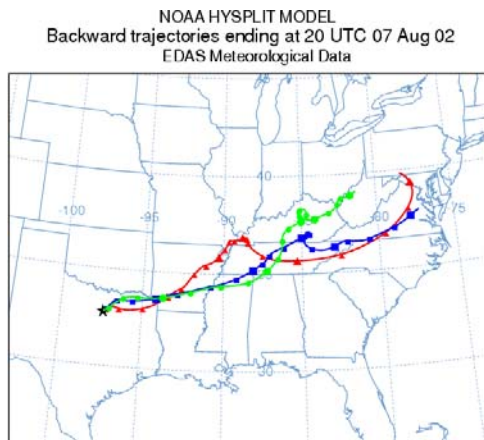 NOAA HYSPLIT MODEL
Backward trajectories ending at 20 UTC 07 Aug 02
EDAS Meteorological Data
40
-100
-95
-90
-80
-75
30